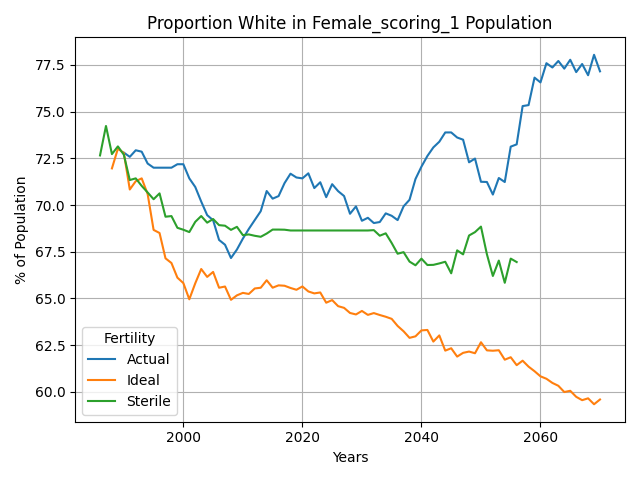 Proportion White in Female_scoring_1 Population
% of Population
77.5
75.0
72.5
70.0
67.5
65.0
62.5
60.0
Fertility
Actual
Ideal
Sterile
2000
2020
2040
2060
Years